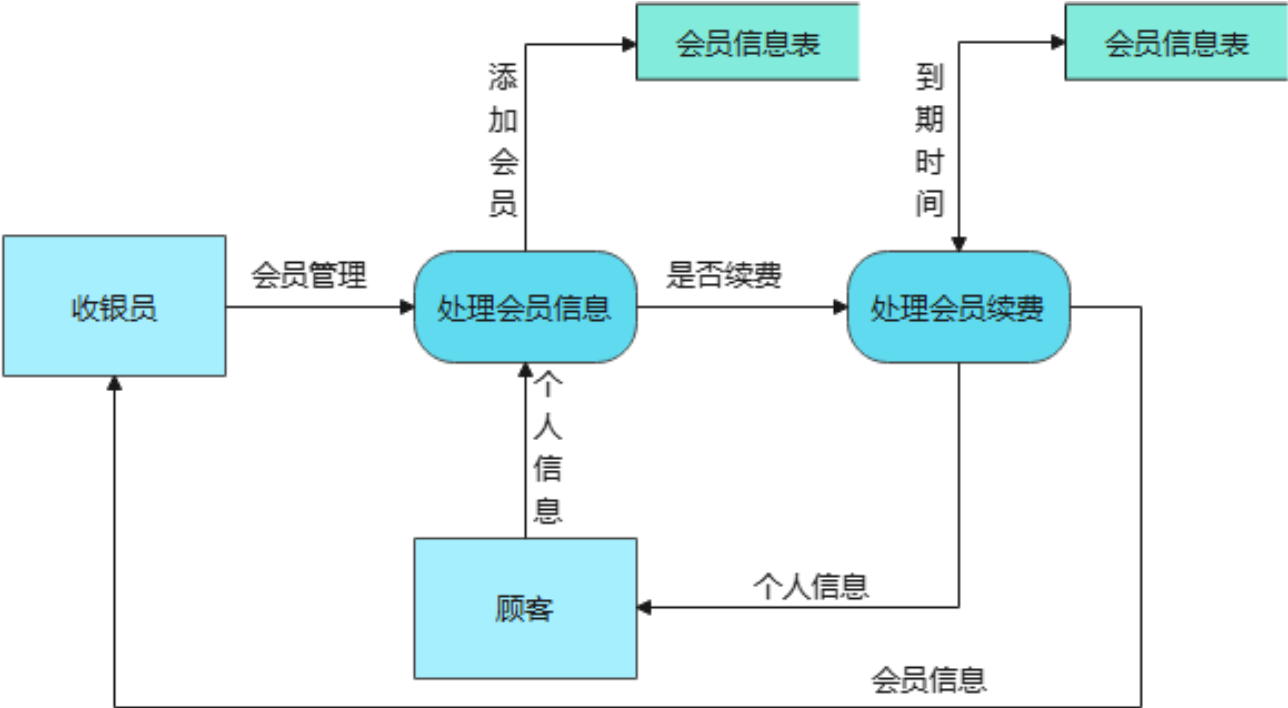 会员信息表
会员信息表
添加会员
到期时间
收银员
会员管理
处理会员信息
是否续费
处理会员续费
个人信息
顾客
个人信息
会员信息